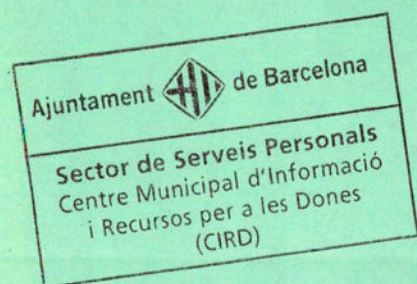 Ajuntament de Barcelona
Sector de Serveis Personals
Centre Municipal d'Informació
i Recursos per a les Dones
(CIRD)